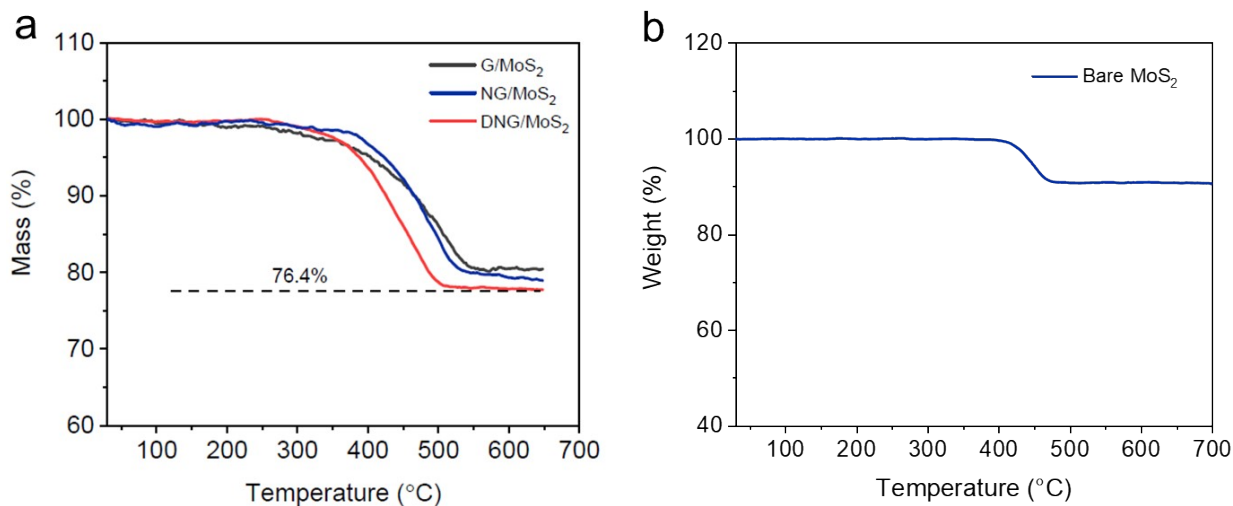 a
110
100
90
80
70
60
Mass (%)
G/MoS₂
NG/MoS₂
DNG/MoS₂
76.4%
100 200 300 400 500 600 700
Temperature (°C)
b
120
100
80
60
40
Weight (%)
Bare MoS₂
100 200 300 400 500 600 700
Temperature (°C)